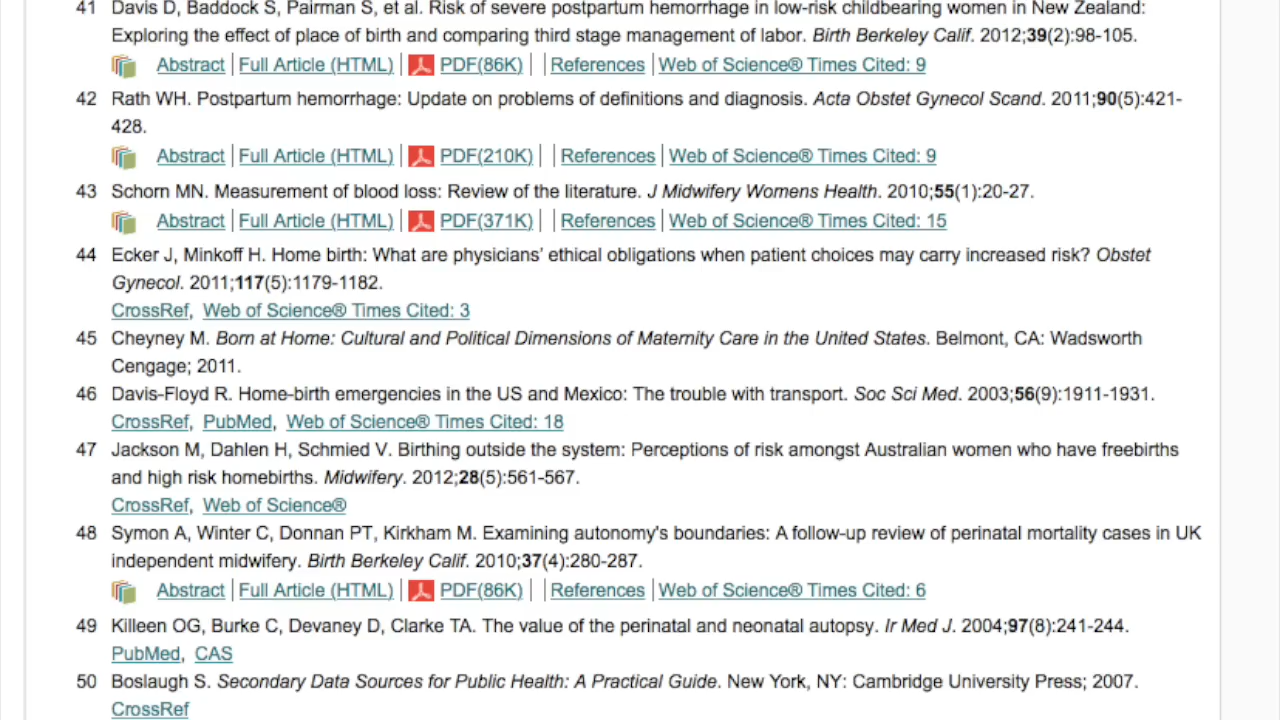 41 Davis D, Baddock S, Pairman S, et al. Risk of severe postpartum hemorrhage in low-risk childbearing women in New Zealand:
Exploring the effect of place of birth and comparing third stage management of labor. Birth Berkeley Calif. 2012;39(2):98-105.
Abstract | Full Article (HTML) | PDF(86K) | | References | Web of Science® Times Cited: 9
42 Rath WH. Postpartum hemorrhage: Update on problems of definitions and diagnosis. Acta Obstet Gynecol Scand. 2011;90(5):421-
428.
Abstract | Full Article (HTML) | PDF(210K) | | References | Web of Science® Times Cited: 9
43 Schorn MN. Measurement of blood loss: Review of the literature. J Midwifery Womens Health. 2010;55(1):20-27.
Abstract | Full Article (HTML) | PDF(371K) | | References | Web of Science® Times Cited: 15
44 Ecker J, Minkoff H. Home birth: What are physicians' ethical obligations when patient choices may carry increased risk? Obstet
Gynecol. 2011;117(5):1179-1182.
CrossRef, Web of Science® Times Cited: 3
45 Cheyney M. Born at Home: Cultural and Political Dimensions of Maternity Care in the United States. Belmont, CA: Wadsworth
Cengage; 2011.
46 Davis-Floyd R. Home-birth emergencies in the US and Mexico: The trouble with transport. Soc Sci Med. 2003;56(9):1911-1931.
CrossRef, PubMed, Web of Science® Times Cited: 18
47 Jackson M, Dahlen H, Schmied V. Birthing outside the system: Perceptions of risk amongst Australian women who have freebirths
and high risk homebirths. Midwifery. 2012;28(5):561-567.
CrossRef, Web of Science®
48 Symon A, Winter C, Donnan PT, Kirkham M. Examining autonomy's boundaries: A follow-up review of perinatal mortality cases in UK
independent midwifery. Birth Berkeley Calif. 2010;37(4):280-287.
Abstract | Full Article (HTML) | PDF(86K) | | References | Web of Science® Times Cited: 6
49 Killeen OG, Burke C, Devaney D, Clarke TA. The value of the perinatal and neonatal autopsy. Ir Med J. 2004;97(8):241-244.
PubMed, CAS
50 Boslaugh S. Secondary Data Sources for Public Health: A Practical Guide. New York, NY: Cambridge University Press; 2007.
CrossRef